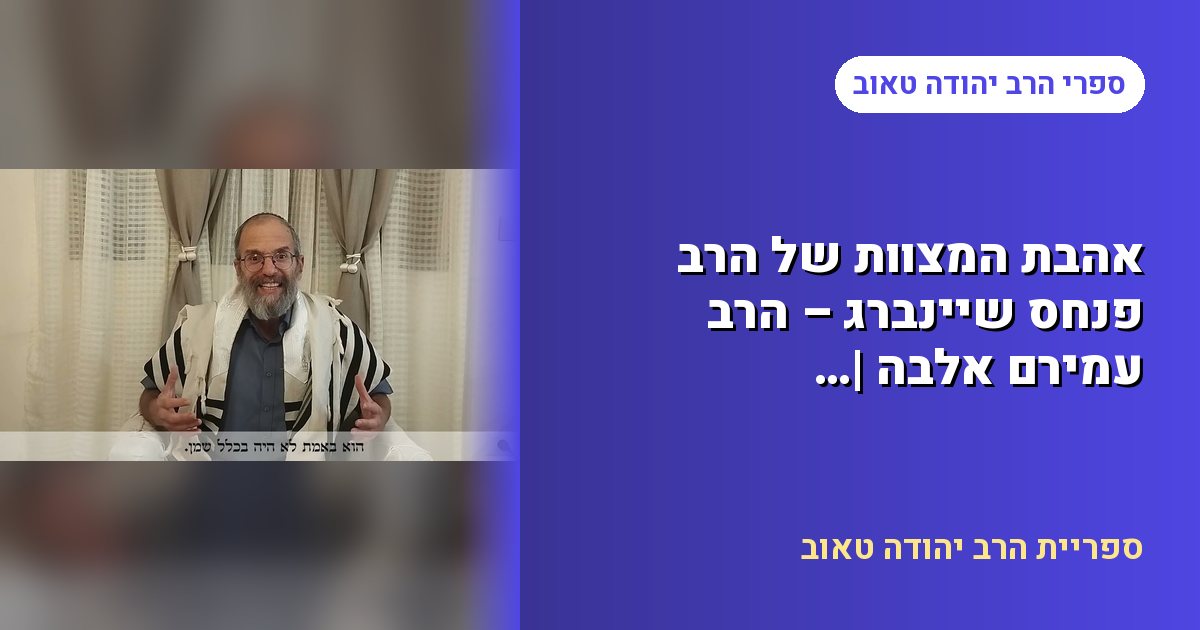 ספרי הרב יהודה טאוב
אהבת המצוות של הרב
פנחס שיינברג – הרב
עמירם אלבה |...
הוא באמת לא היה בכלל שמן.
ספריית הרב יהודה טאוב